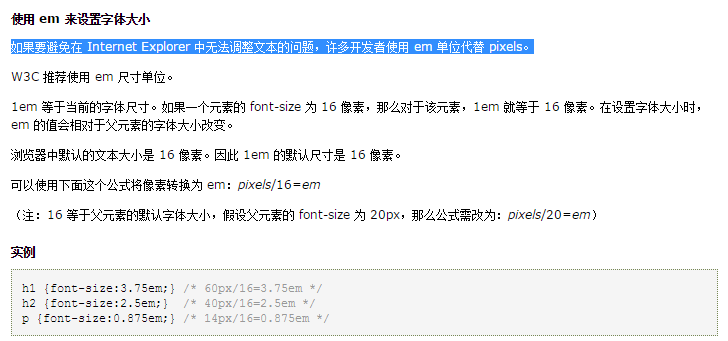 使用 em 来设置字体大小
如果要避免在 Internet Explorer 中无法调整文本的问题，许多开发者使用 em 单位代替 pixels。
W3C 推荐使用 em 尺寸单位。
1em 等于当前的字体尺寸。如果一个元素的 font-size 为 16 像素，那么对于该元素，1em 就等于 16 像素。在设置字体大小时，
em 的值会相对于父元素的字体大小改变。
浏览器中默认的文本大小是 16 像素。因此 1em 的默认尺寸是 16 像素。
可以使用下面这个公式将像素转换为 em：pixels/16=em
（注：16 等于父元素的默认字体大小，假设父元素的 font-size 为 20px，那么公式需改为：pixels/20=em）
实例
h1 {font-size:3.75em;} /* 60px/16=3.75em */
h2 {font-size:2.5em;}  /* 40px/16=2.5em */
p {font-size:0.875em;} /* 14px/16=0.875em */